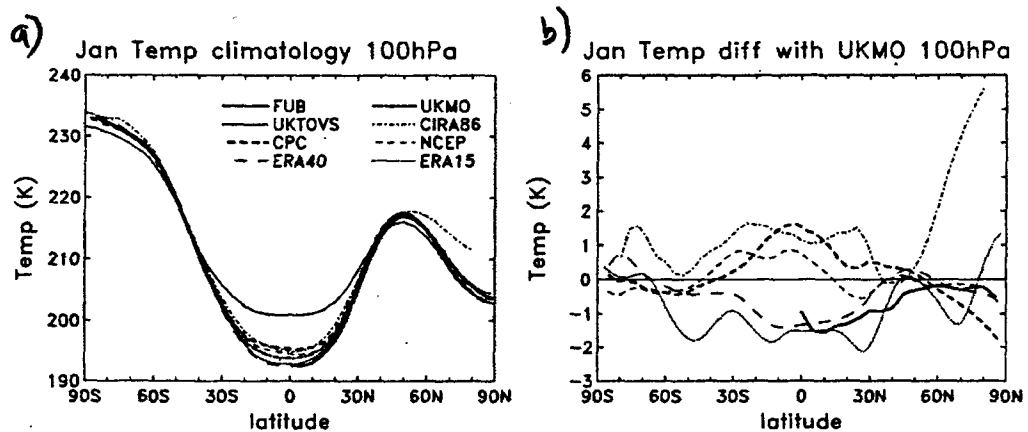 a)
Jan Temp climatology 100hPa
240
230
220
210
200
190
Temp (K)
FUB
UKTOVS
CPC
ERA40
UKMO
CIRA86
NCEP
ERA15
90S 60S 30S 0 30N 60N 90N
latitude
b)
Jan Temp diff with UKMO 100hPa
6
5
4
3
2
1
0
-1
-2
-3
Temp (K)
90S 60S 30S 0 30N 60N 90N
latitude